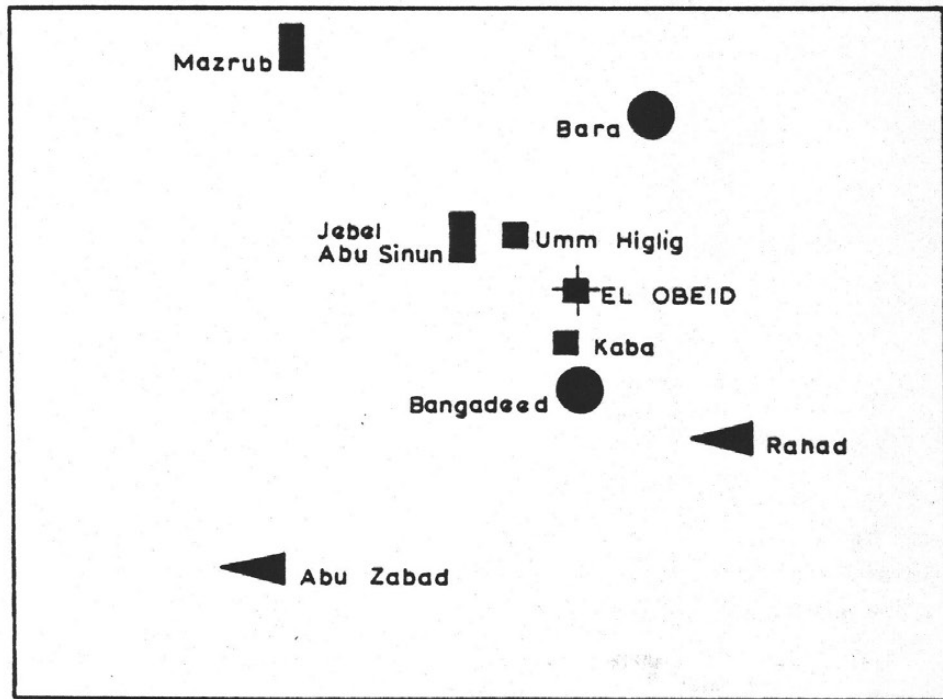 Mazrub
Bara
Jebel
Abu Sinun
Umm Higlig
EL OBEID
Kaba
Bangadeed
Rahad
Abu Zabad